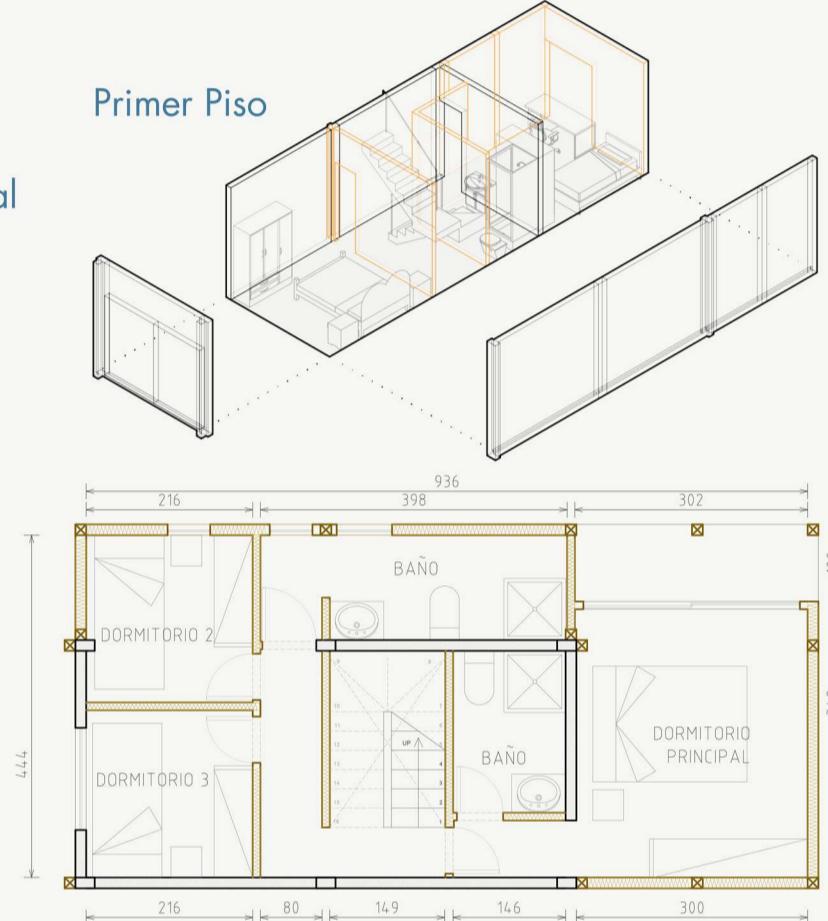 Primer Piso
al
936
216 398 302
BAÑO
DORMITORIO 2
444
UP
DORMITORIO
PRINCIPAL
BAÑO
DORMITORIO 3
216 80 149 146 300